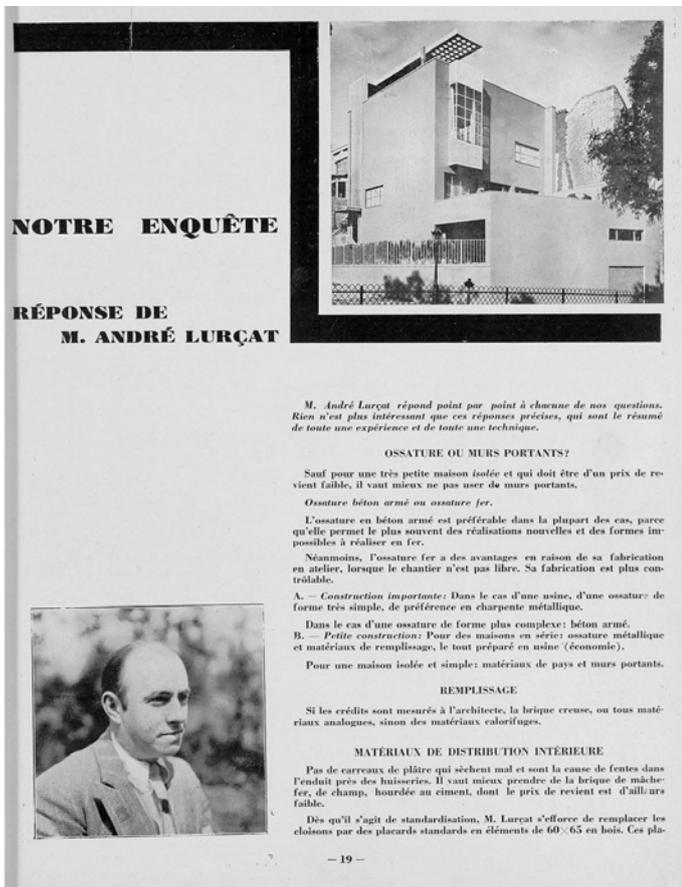 NOTRE ENQUÊTE
RÉPONSE DE
M. ANDRÉ LURÇAT
M. André Lurçat répond point par point à chacune de nos questions.
Rien n'est plus intéressant que ces réponses précises, qui sont le résumé
de toute une expérience et de toute une technique.
OSSATURE OU MURS PORTANTS?
Sauf pour une très petite maison isolée et qui doit être d'un prix de re-
vient faible, il vaut mieux ne pas user de murs portants.
Ossature béton armé ou ossature fer.
L'ossature en béton armé est préférable dans la plupart des cas, parce
qu'elle permet le plus souvent des réalisations nouvelles et des formes im-
possibles à réaliser en fer.
Néanmoins, l'ossature fer a des avantages en raison de sa fabrication
en atelier, lorsque le chantier n'est pas libre. Sa fabrication est plus con-
trôlable.
A. — Construction importante: Dans le cas d'une usine, d'une ossature de
forme très simple, de préférence en charpente métallique.
Dans le cas d'une ossature de forme plus complexe: béton armé.
B. — Petite construction: Pour des maisons en série: ossature métallique
et matériaux de remplissage, le tout préparé en usine (économie).
Pour une maison isolée et simple: matériaux de pays et murs portants.
REMPLISSAGE
Si les crédits sont mesurés à l'architecte, la brique creuse, ou tous maté-
riaux analogues, sinon des matériaux calorifuges.
MATÉRIAUX DE DISTRIBUTION INTÉRIEURE
Pas de carreaux de plâtre qui sèchent mal et sont la cause de fentes dans
l'enduit près des huisseries. Il vaut mieux prendre de la brique de mâche-
fer, de champ, hourdée au ciment, dont le prix de revient est d'ailleurs
faible.
Dès qu'il s'agit de standardisation, M. Lurçat s'efforce de remplacer les
cloisons par des placards standards en éléments de 60×65 en bois. Ces pla-
— 19 —